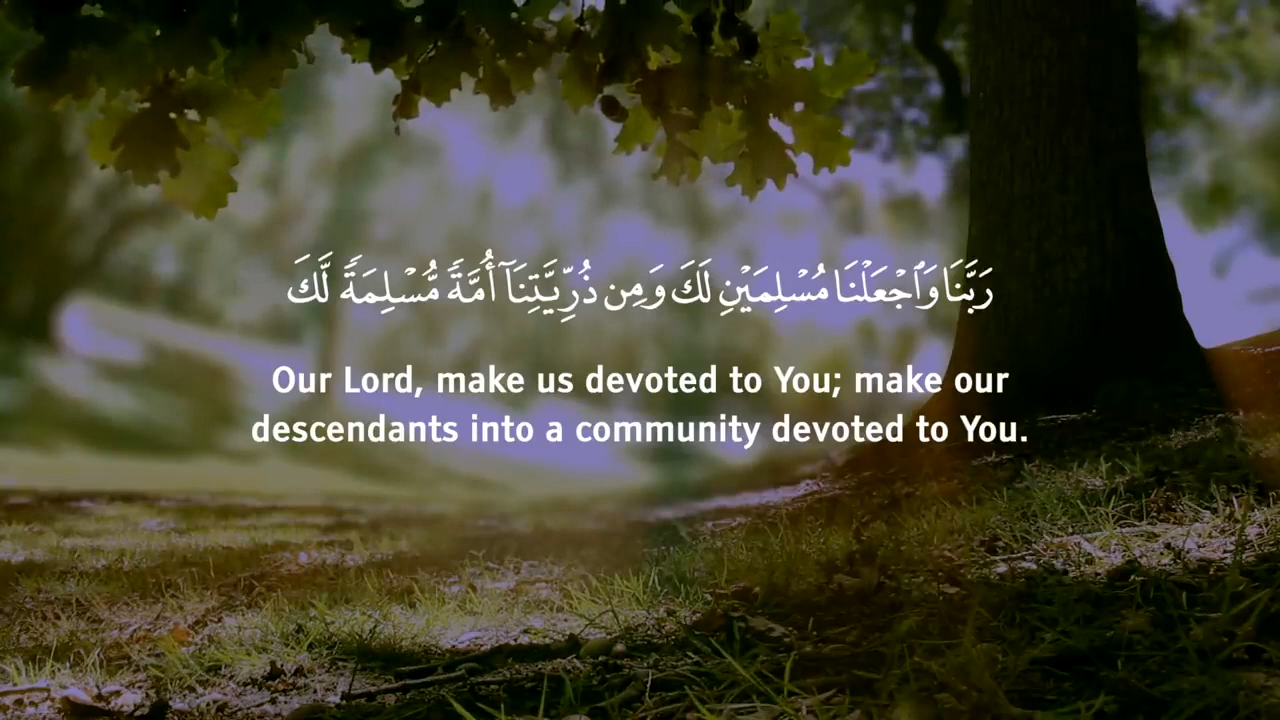 رَبَّنَا وَٱجْعَلْنَا مُسْلِمَيْنِ لَكَ وَمِن ذُرِّيَّتِنَآ أُمَّةً مُّسْلِمَةً لَّكَ
Our Lord, make us devoted to You; make our
descendants into a community devoted to You.